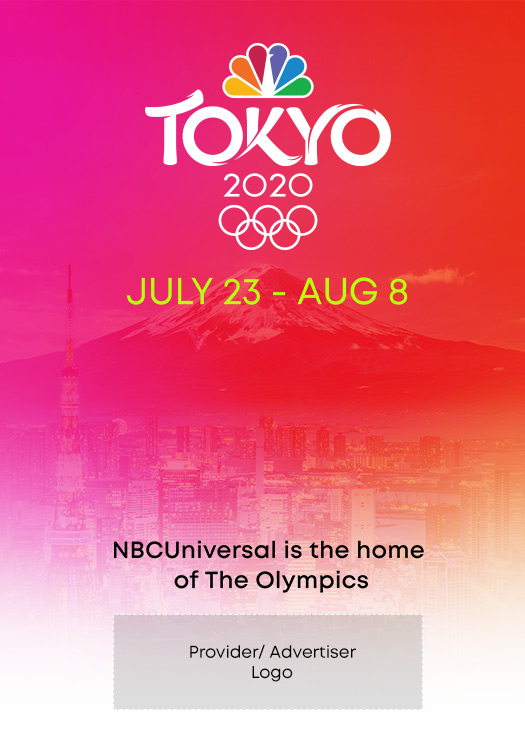 TOKYO
2020
JULY 23 - AUG 8
NBCUniversal is the home
of The Olympics
Provider/ Advertiser
Logo